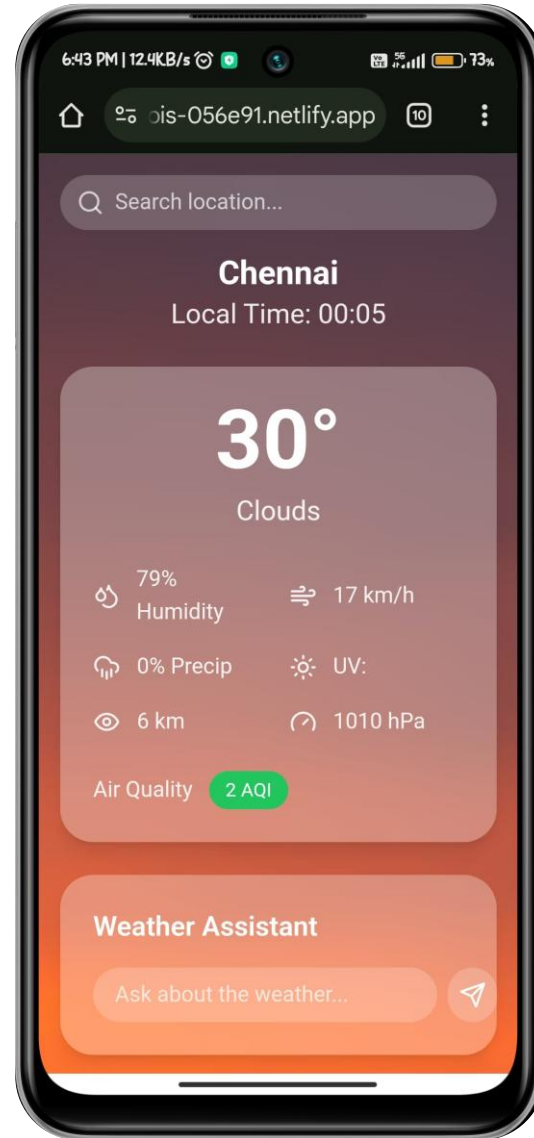 6:43 PM | 12.4KB/s 73%
ois-056e91.netlify.app 10
Search location...
Chennai
Local Time: 00:05
30°
Clouds
79% Humidity
17 km/h
0% Precip
UV:
6 km
1010 hPa
Air Quality 2 AQI
Weather Assistant
Ask about the weather...